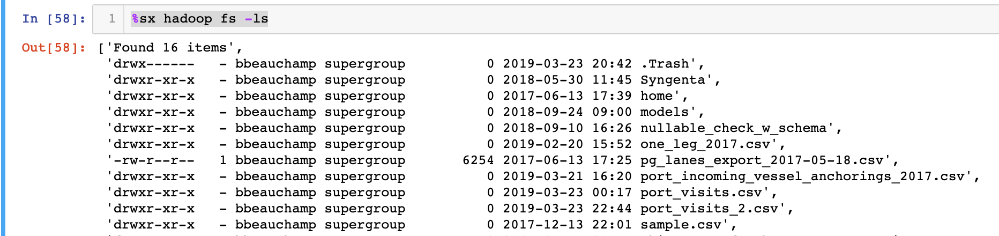 In [58]: 1 %sx hadoop fs -ls
Out[58]: ['Found 16 items',
'drwx------   - bbeauchamp supergroup          0 2019-03-23 20:42 .Trash',
'drwxr-xr-x   - bbeauchamp supergroup          0 2018-05-30 11:45 Syngenta',
'drwxr-xr-x   - bbeauchamp supergroup          0 2017-06-13 17:39 home',
'drwxr-xr-x   - bbeauchamp supergroup          0 2018-09-24 09:00 models',
'drwxr-xr-x   - bbeauchamp supergroup          0 2018-09-10 16:26 nullable_check_w_schema',
'drwxr-xr-x   - bbeauchamp supergroup          0 2019-02-20 15:52 one_leg_2017.csv',
'-rw-r--r--   1 bbeauchamp supergroup       6254 2017-06-13 17:25 pg_lanes_export_2017-05-18.csv',
'drwxr-xr-x   - bbeauchamp supergroup          0 2019-03-21 16:20 port_incoming_vessel_anchorings_2017.csv',
'drwxr-xr-x   - bbeauchamp supergroup          0 2019-03-23 00:17 port_visits.csv',
'drwxr-xr-x   - bbeauchamp supergroup          0 2019-03-23 22:44 port_visits_2.csv',
'drwxr-xr-x   - bbeauchamp supergroup          0 2017-12-13 22:01 sample.csv',